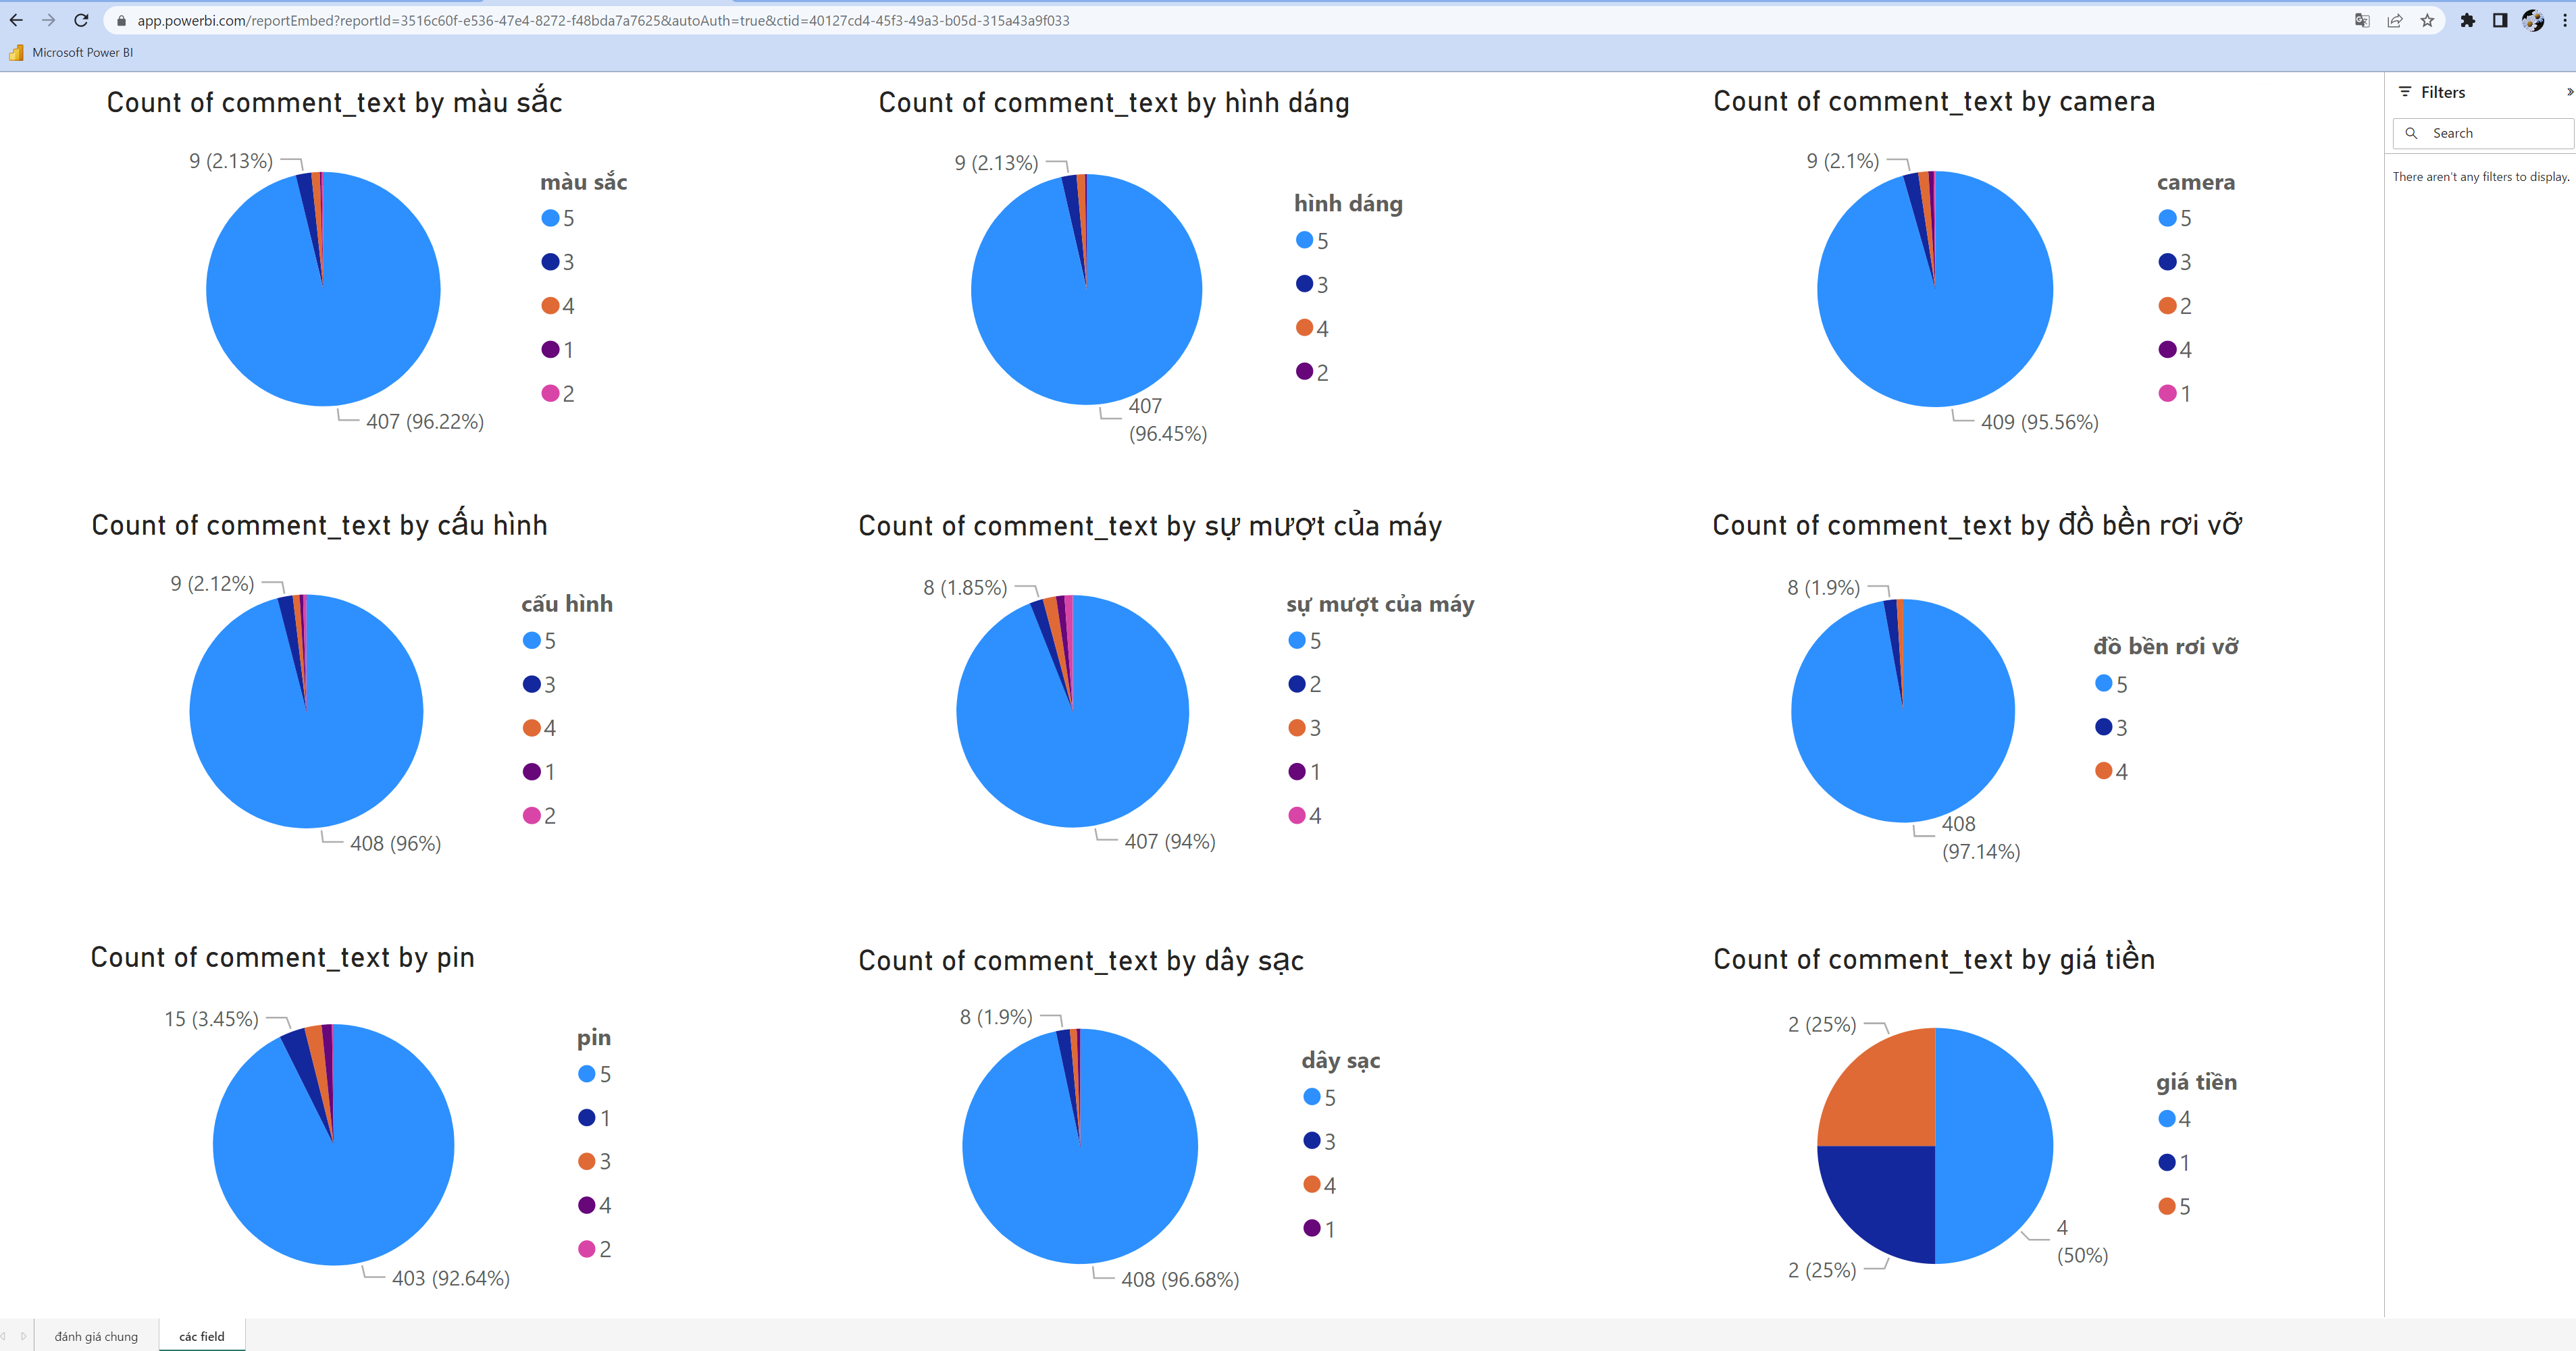 app.powerbi.com/reportEmbed?reportId=3516c60f-e536-47e4-8272-f48bda7a7625&autoAuth=true&ctid=40127cd4-45f3-49a3-b05d-315a43a9f033
Microsoft Power BI
Count of comment_text by màu sắc
9 (2.13%)
407 (96.22%)
màu sắc
5
3
4
1
2
Count of comment_text by hình dáng
9 (2.13%)
407
(96.45%)
hình dáng
5
3
4
2
Count of comment_text by camera
9 (2.1%)
409 (95.56%)
camera
5
3
2
4
1
Filters
Search
There aren't any filters to display.
Count of comment_text by cấu hình
9 (2.12%)
408 (96%)
cấu hình
5
3
4
1
2
Count of comment_text by sự mượt của máy
8 (1.85%)
407 (94%)
sự mượt của máy
5
2
3
1
4
Count of comment_text by đồ bền rơi vỡ
8 (1.9%)
408
(97.14%)
đồ bền rơi vỡ
5
3
4
Count of comment_text by pin
15 (3.45%)
403 (92.64%)
pin
5
1
3
4
2
Count of comment_text by dây sạc
8 (1.9%)
408 (96.68%)
dây sạc
5
3
4
1
Count of comment_text by giá tiền
2 (25%)
2 (25%)
4
(50%)
giá tiền
4
1
5
đánh giá chung
các field